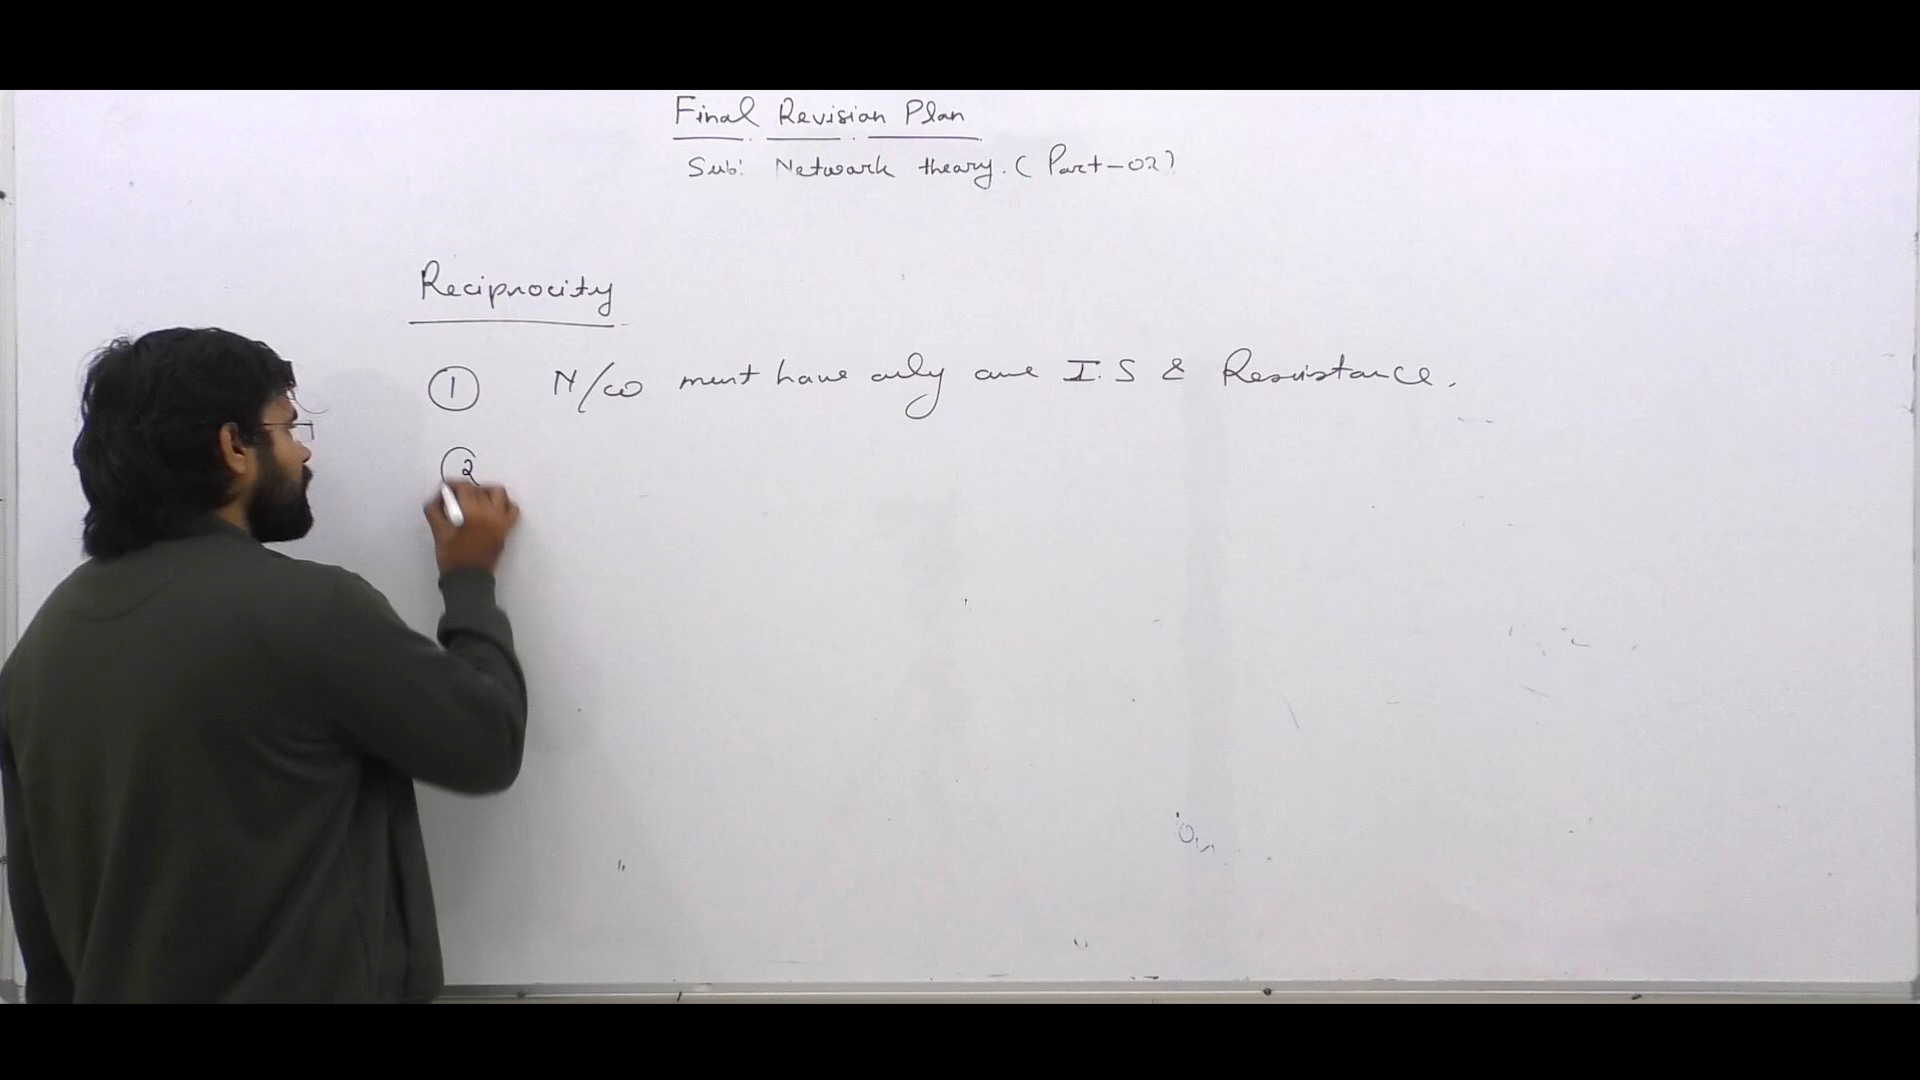 Final Revision Plan
Sub: Network theory. (Part-02)
Reciprocity
① N/w must have only one I.S & Resistance.
②